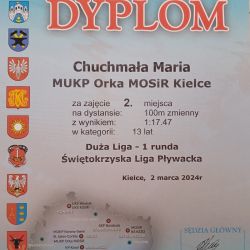 DYPLOM
Chuchmała Maria
MUKP Orka MOSiR Kielce
za zajęcie 2. miejsca
na dystansie: 100m zmienny
z wynikiem: 1:17.47
w kategorii: 13 lat
Duża Liga - 1 runda
Świętokrzyska Liga Pływacka
Kielce, 2 marca 2024r
SĘDZIA GŁÓWNY